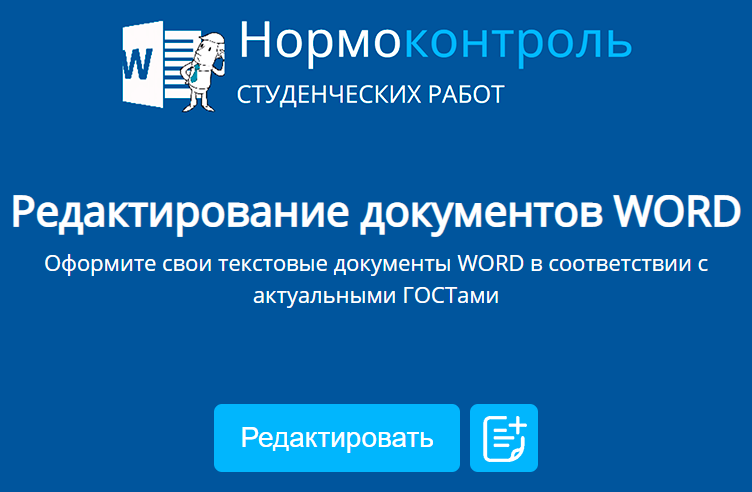 W
Нормоконтроль
СТУДЕНЧЕСКИХ РАБОТ
Редактирование документов WORD
Оформите свои текстовые документы WORD в соответствии с
актуальными ГОСТами
Редактировать